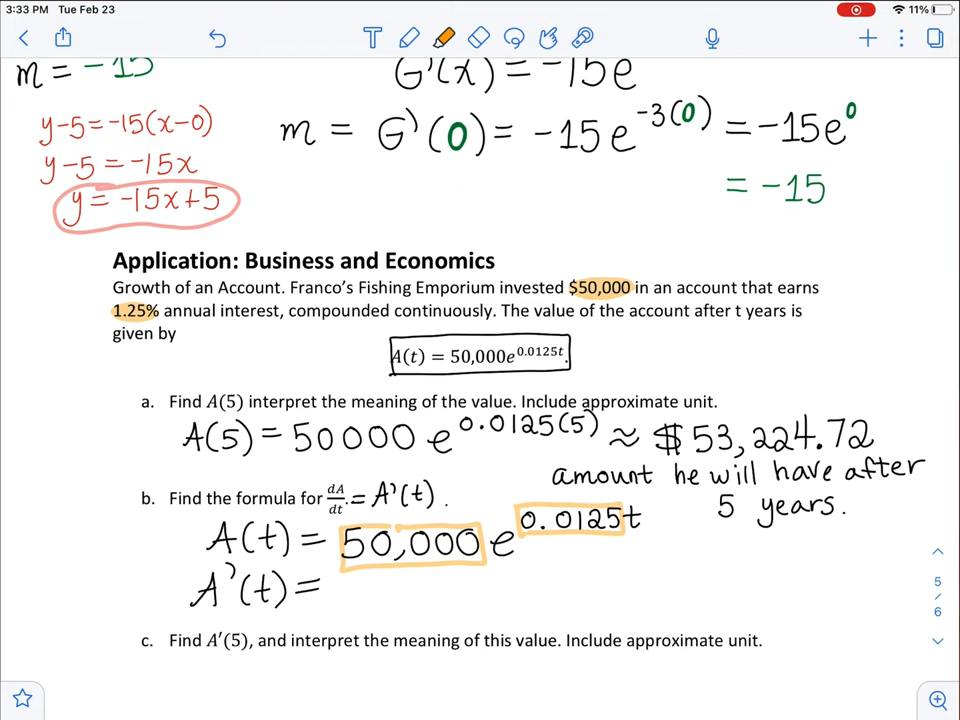 3:33 PM Tue Feb 23 11%
m = -15
G'(x) = -15e
y-5=-15(x-0)
m = G'(0) = -15e^-3(0) = -15e^0
y-5 = -15x
y = -15x+5
= -15
Application: Business and Economics
Growth of an Account. Franco's Fishing Emporium invested $50,000 in an account that earns
1.25% annual interest, compounded continuously. The value of the account after t years is
given by
A(t) = 50,000e^0.0125t.
a. Find A(5) interpret the meaning of the value. Include approximate unit.
A(5) = 50000 e^0.0125(5) ≈ $53,224.72
amount he will have after
5 years.
b. Find the formula for dA/dt. = A'(t).
A(t) = 50,000 e^0.0125t
A'(t) =
c. Find A'(5), and interpret the meaning of this value. Include approximate unit.
5
/
6